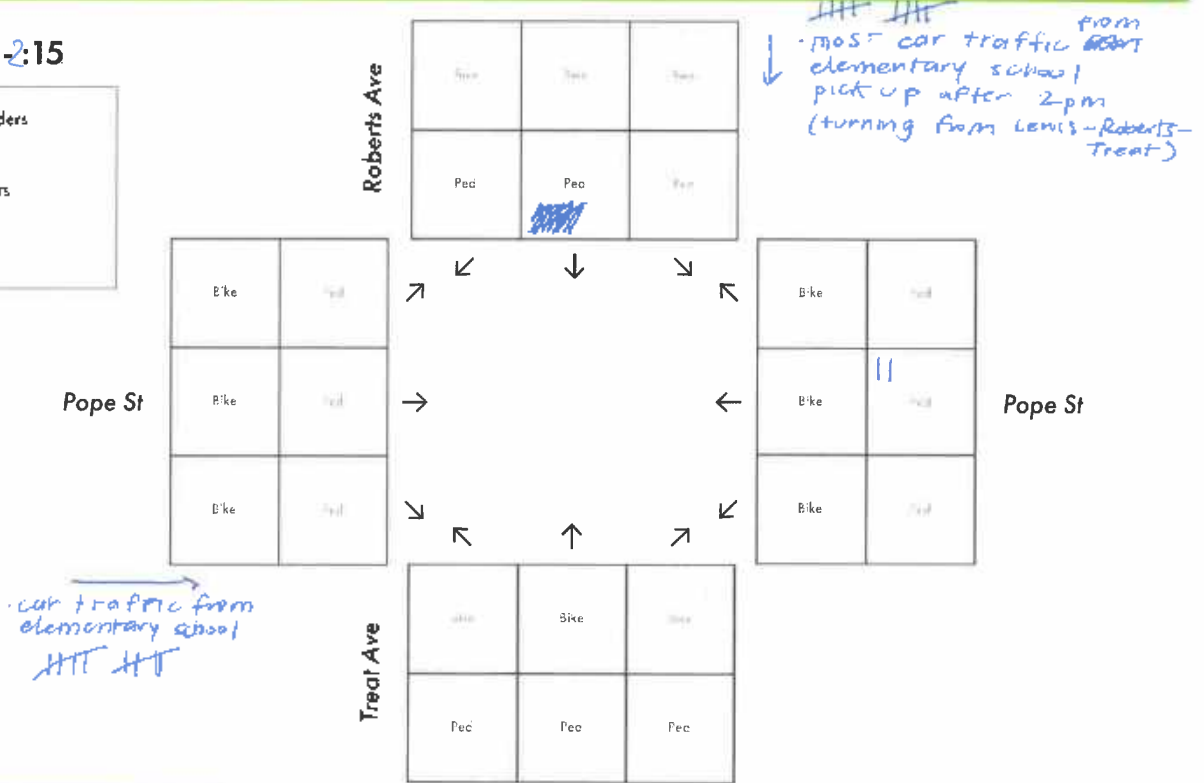 -2:15
ders
rs
Roberts Ave
from
• most car traffic
elementary school
pick up after 2pm
(turning from Lewis-Roberts-
Treat)
Ped Ped
Bike
Bike
Bike
Pope St
Bike
Bike
Bike
Pope St
• car traffic from
elementary school
Treat Ave
Bike
Ped Ped Ped